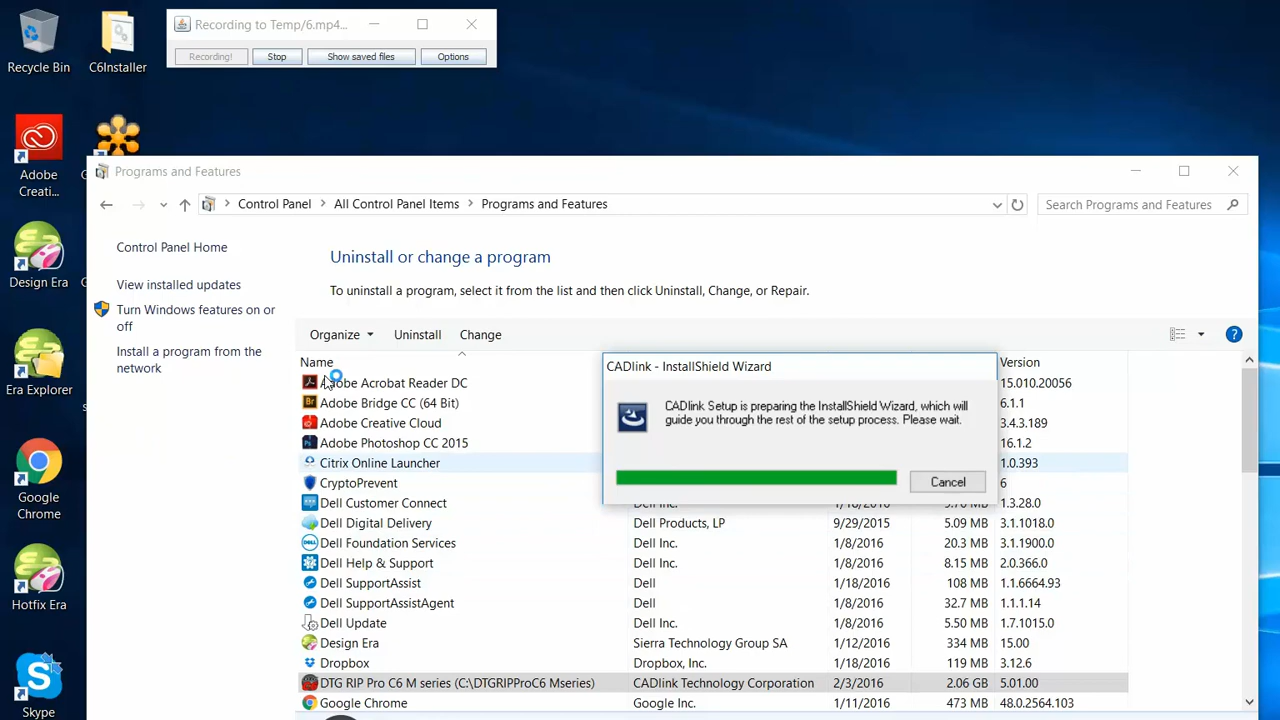 Recycle Bin
C6Installer
Recording to Temp/6.mp4...
Recording!
Stop
Show saved files
Options
Adobe
Creati...
Design Era
Era Explorer
Google
Chrome
Hotfix Era
Skype
Programs and Features
Control Panel > All Control Panel Items > Programs and Features
Search Programs and Features
Control Panel Home
View installed updates
Turn Windows features on or
off
Install a program from the
network
Uninstall or change a program
To uninstall a program, select it from the list and then click Uninstall, Change, or Repair.
Organize
Uninstall
Change
Name Version
Adobe Acrobat Reader DC 15.010.20056
Adobe Bridge CC (64 Bit) 6.1.1
Adobe Creative Cloud 3.4.3.189
Adobe Photoshop CC 2015 16.1.2
Citrix Online Launcher 1.0.393
CryptoPrevent 6
Dell Customer Connect Dell Inc. 1/18/2016 9.76 MB 1.3.28.0
Dell Digital Delivery Dell Products, LP 9/29/2015 5.09 MB 3.1.1018.0
Dell Foundation Services Dell Inc. 1/8/2016 20.3 MB 3.1.1900.0
Dell Help & Support Dell Inc. 1/8/2016 8.15 MB 2.0.366.0
Dell SupportAssist Dell 1/18/2016 108 MB 1.1.6664.93
Dell SupportAssistAgent Dell 1/8/2016 32.7 MB 1.1.1.14
Dell Update Dell Inc. 1/8/2016 5.50 MB 1.7.1015.0
Design Era Sierra Technology Group SA 1/12/2016 334 MB 15.00
Dropbox Dropbox, Inc. 1/18/2016 119 MB 3.12.6
DTG RIP Pro C6 M series (C:\DTGRIPProC6 Mseries) CADlink Technology Corporation 2/3/2016 2.06 GB 5.01.00
Google Chrome Google Inc. 1/11/2016 48.0.2564.103
CADlink - InstallShield Wizard
CADlink Setup is preparing the InstallShield Wizard, which will
guide you through the rest of the setup process. Please wait.
Cancel